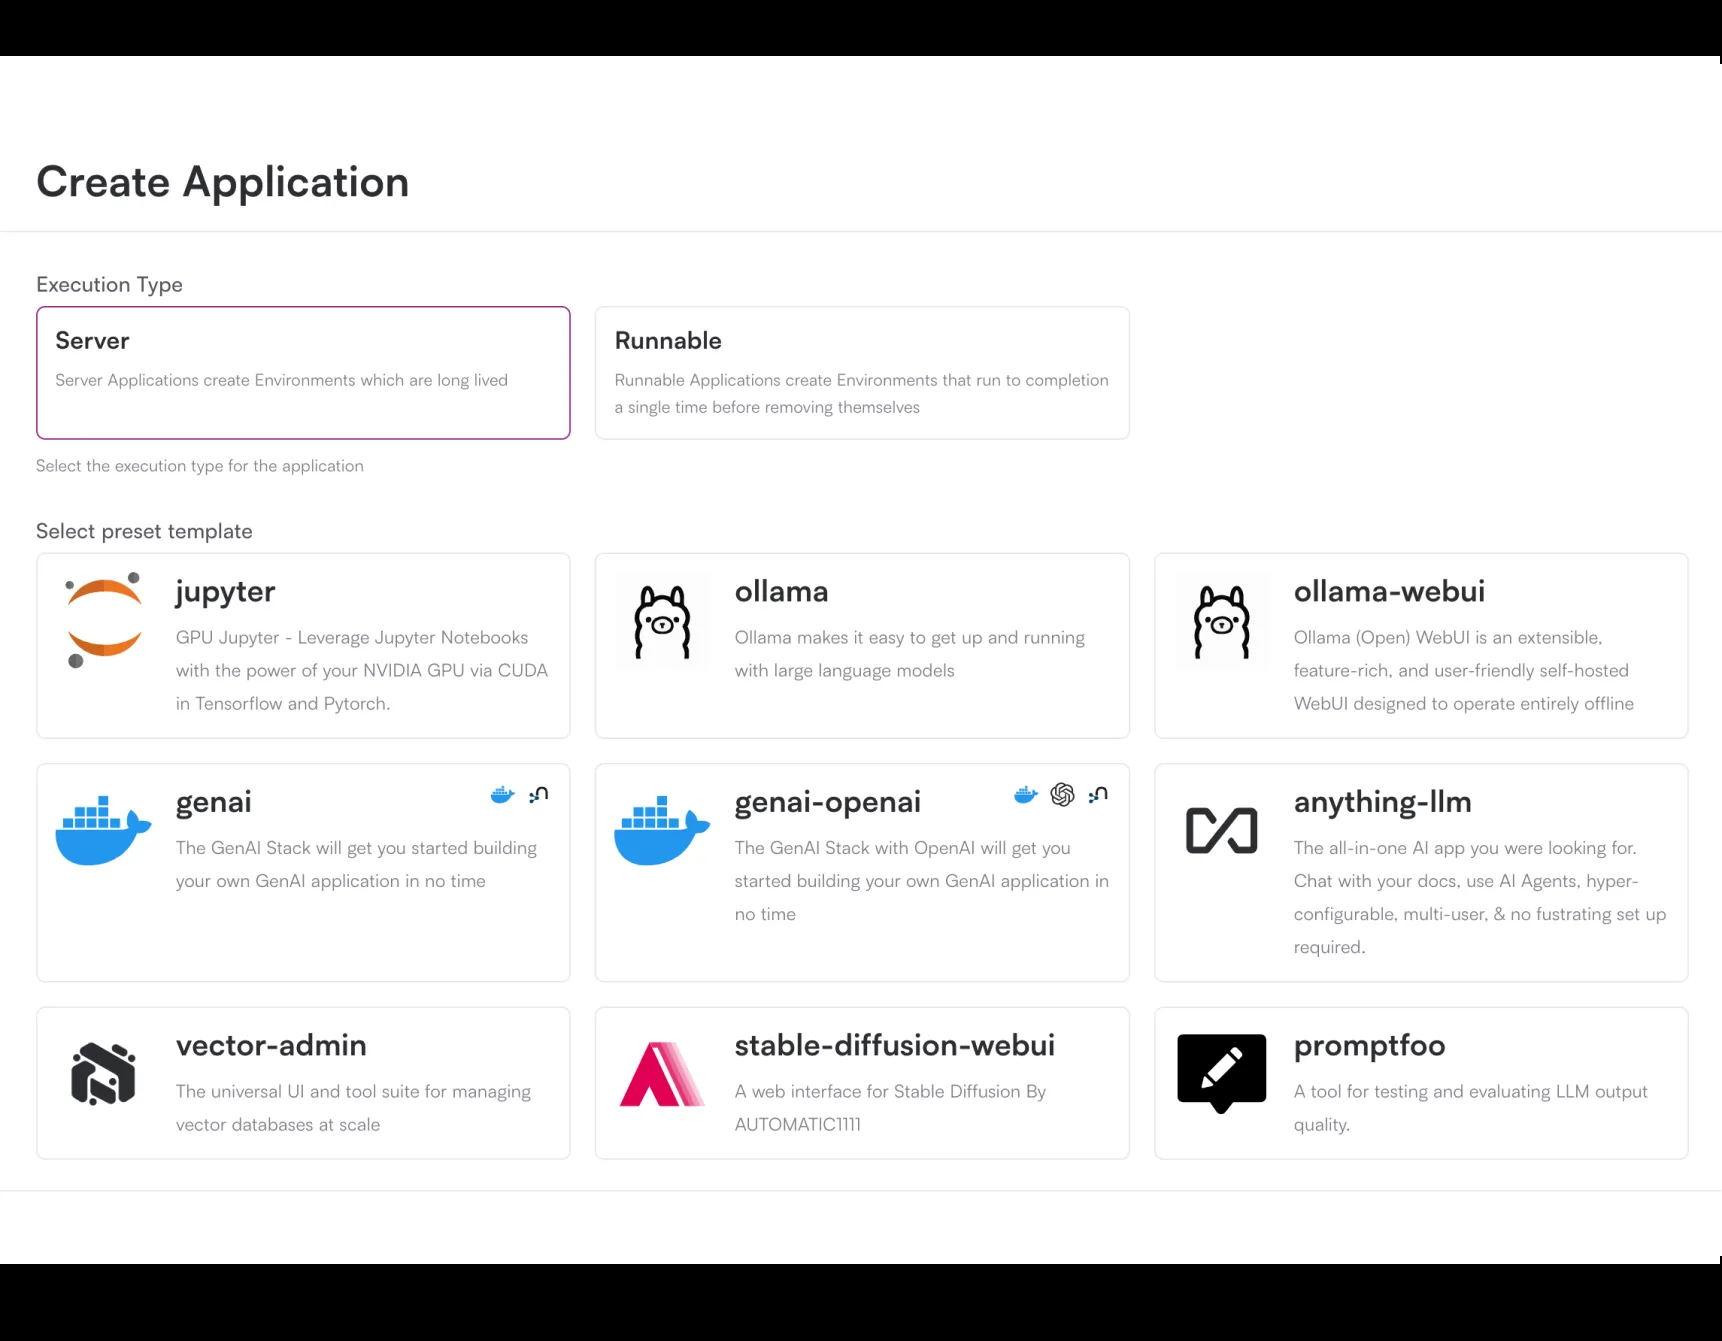 Create Application
Execution Type
Server
Server Applications create Environments which are long lived
Runnable
Runnable Applications create Environments that run to completion
a single time before removing themselves
Select the execution type for the application
Select preset template
jupyter
GPU Jupyter - Leverage Jupyter Notebooks
with the power of your NVIDIA GPU via CUDA
in Tensorflow and Pytorch.
ollama
Ollama makes it easy to get up and running
with large language models
ollama-webui
Ollama (Open) WebUI is an extensible,
feature-rich, and user-friendly self-hosted
WebUI designed to operate entirely offline
genai
The GenAI Stack will get you started building
your own GenAI application in no time
genai-openai
The GenAI Stack with OpenAI will get you
started building your own GenAI application in
no time
anything-llm
The all-in-one AI app you were looking for.
Chat with your docs, use AI Agents, hyper-
configurable, multi-user, & no fustrating set up
required.
vector-admin
The universal UI and tool suite for managing
vector databases at scale
stable-diffusion-webui
A web interface for Stable Diffusion By
AUTOMATIC1111
promptfoo
A tool for testing and evaluating LLM output
quality.